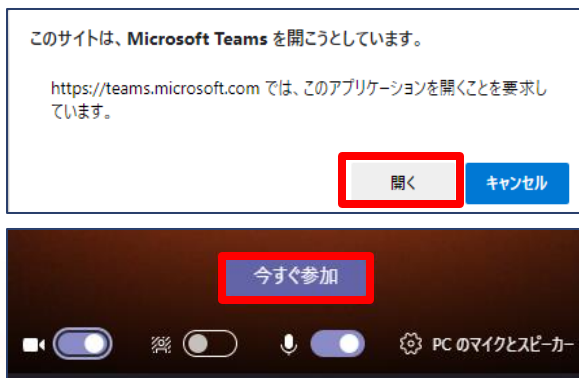 このサイトは、Microsoft Teams を開こうとしています。
https://teams.microsoft.com では、このアプリケーションを開くことを要求し
ています。
開く
キャンセル
今すぐ参加
PC のマイクとスピーカー